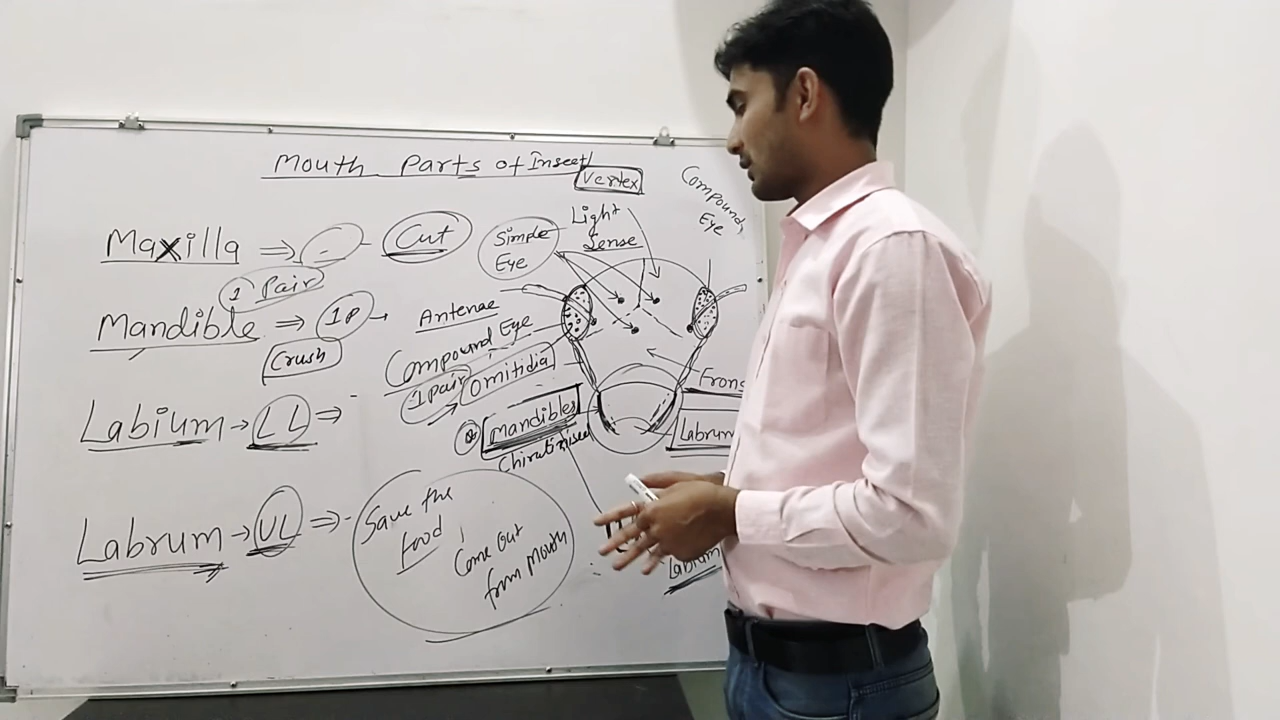 Mouth Parts of Insect
Vertex
Compound
Eye
Light
Sense
Simple
Eye
Maxilla ⇒ - Cut
1 Pair
Mandible ⇒ 1P →
Crush
Antenae
Compound Eye
1 pair
Omitidia
Labium → LL ⇒
Mandibles
Frons
Labrum
Labrum → UL ⇒
Save the
food
Come Out
from mouth
Labium